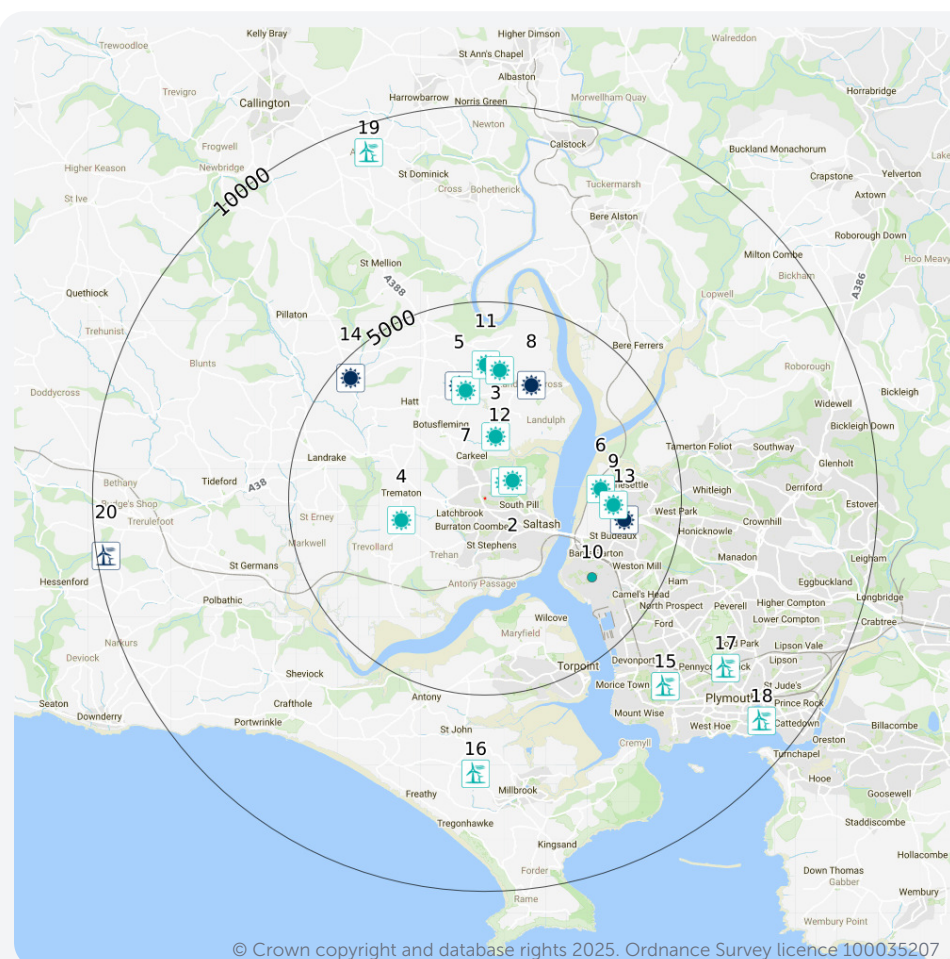 Kelly Bray
Higher Dimson
Walreddon
Trewoodloe
St Ann's Chapel
Albaston
Trevigro
Horrabridge
Callington
Harrowbarrow
Norris Green
Morwellham Quay
Newton
19
Calstock
Frogwell
Buckland Monachorum
Higher Keason
Newbridge
St Dominick
Crapstone
Yelverton
Cross
Bohetherick
Tuckermarsh
10000
Axtown
St Ive
Bere Alston
Roborough Down
Milton Combe
Hoo Meavy
St Mellion
Bickham
A388
A386
Quethiock
Lopwell
Pillaton
5000
11
Trehunist
14
5
8
Bere Ferrers
Blunts
Roborough
Doddycross
3
Bickleigh
Hatt
Widewell
12
Landulph
Botusfleming
Bickleigh Down
7
6
Tamerton Foliot
Southway
Landrake
Carkeel
9
Glenholt
4
13
Bethany
Tideford
A38
Trematon
Whitleigh
Derriford
South Pill
Estover
20
Trerulefoot
St Erney
Latchbrook
West Park
Crownhill
Burraton Coombe
2
Saltash
Honicknowle
St Budeaux
Markwell
Trevollard
St Stephens
10
Manadon
Leigham
Trehan
St Germans
Weston Mill
Hessenford
Antony Passage
Ham
Eggbuckland
Camel's Head
Longbridge
Polbathic
North Prospect
Peverell
Higher Compton
Wilcove
Ford
Lower Compton
Crabtree
Maryfield
17
Narkurs
Lipson Vale
Deviock
Torpoint
Devonport
15
Lipson
Sheviock
Morice Town
St Jude's
Antony
18
Seaton
Crafthole
Prince Rock
Downderry
Mount Wise
Portwrinkle
West Hoe
Cattedown
Billacombe
St John
Oreston
Cremyll
16
Turnchapel
Hooe
Millbrook
Freathy
Goosewell
Tregonhawke
Staddiscombe
Kingsand
Hollacombe
Forder
Down Thomas
Gabber
Rame
Wembury
Wembury Point
© Crown copyright and database rights 2025. Ordnance Survey licence 100035207